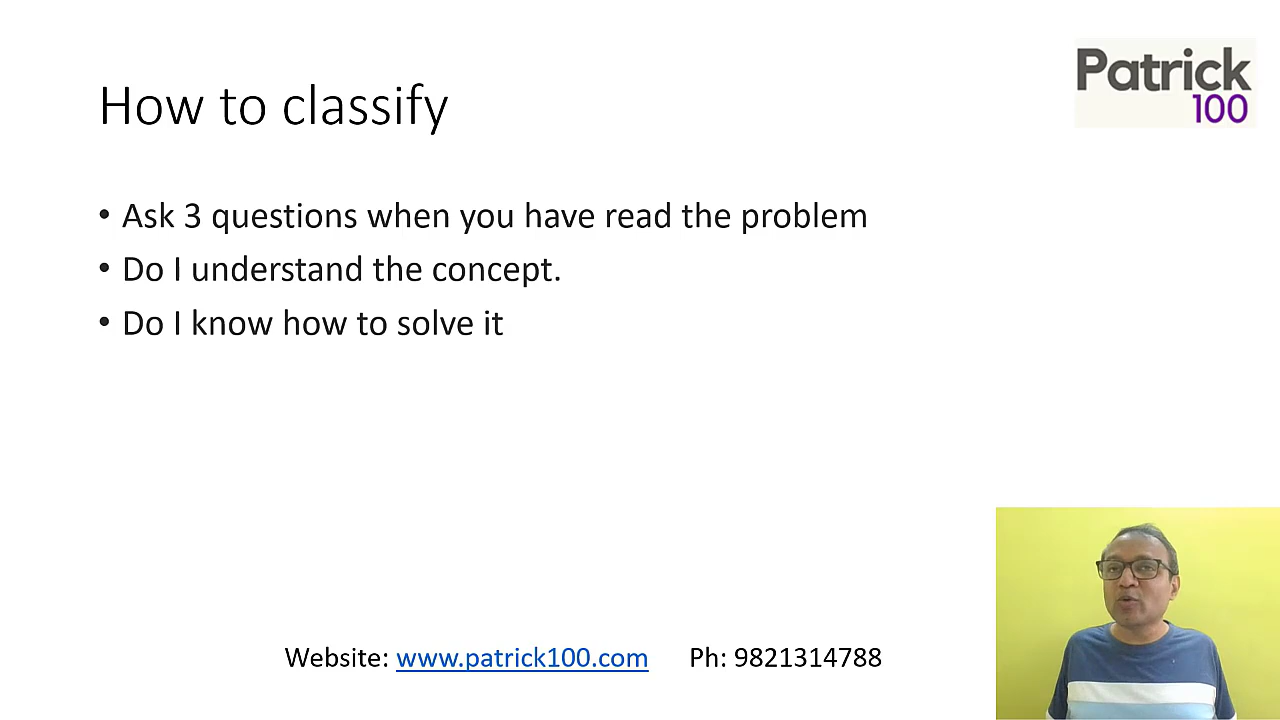 Patrick
100
How to classify
• Ask 3 questions when you have read the problem
• Do I understand the concept.
• Do I know how to solve it
Website: www.patrick100.com Ph: 9821314788